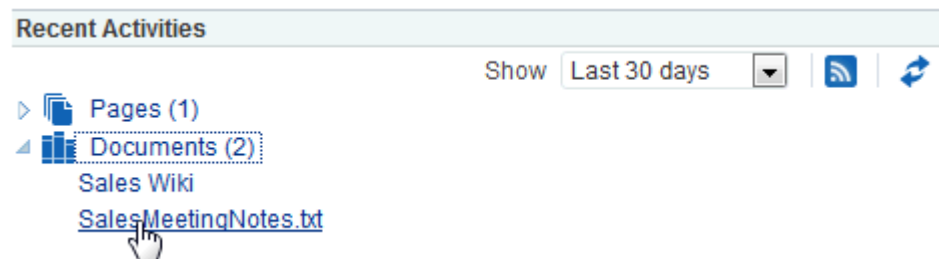 Recent Activities
Show Last 30 days
Pages (1)
Documents (2)
Sales Wiki
SalesMeetingNotes.txt